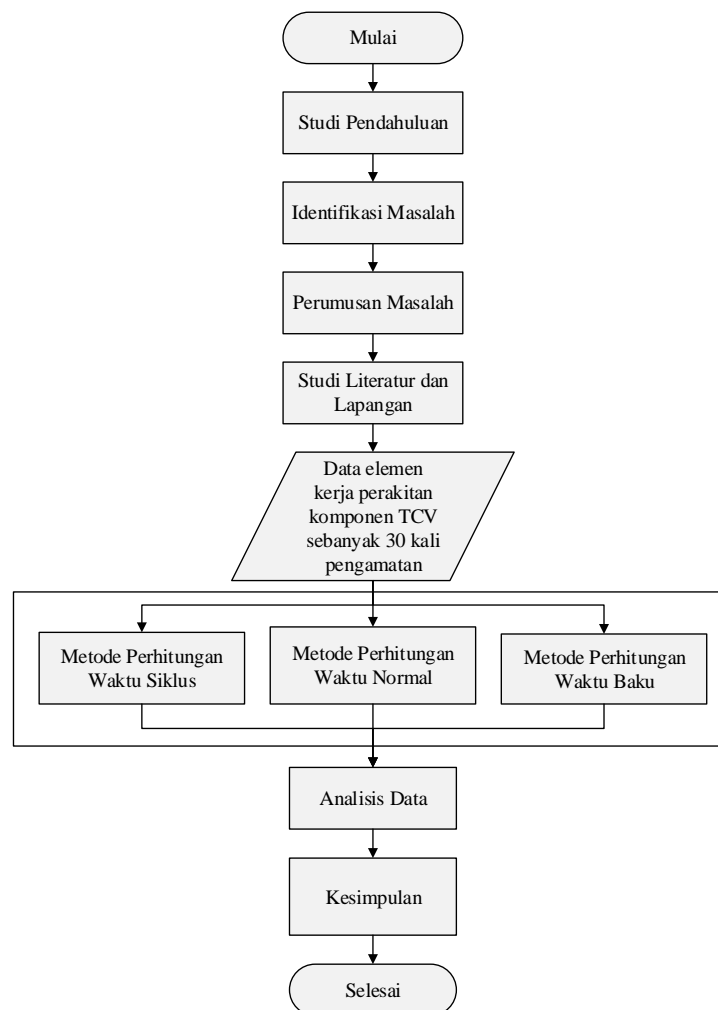 Mulai
Studi Pendahuluan
Identifikasi Masalah
Perumusan Masalah
Studi Literatur dan
Lapangan
Data elemen
kerja perakitan
komponen TCV
sebanyak 30 kali
pengamatan
Metode Perhitungan
Waktu Siklus
Metode Perhitungan
Waktu Normal
Metode Perhitungan
Waktu Baku
Analisis Data
Kesimpulan
Selesai